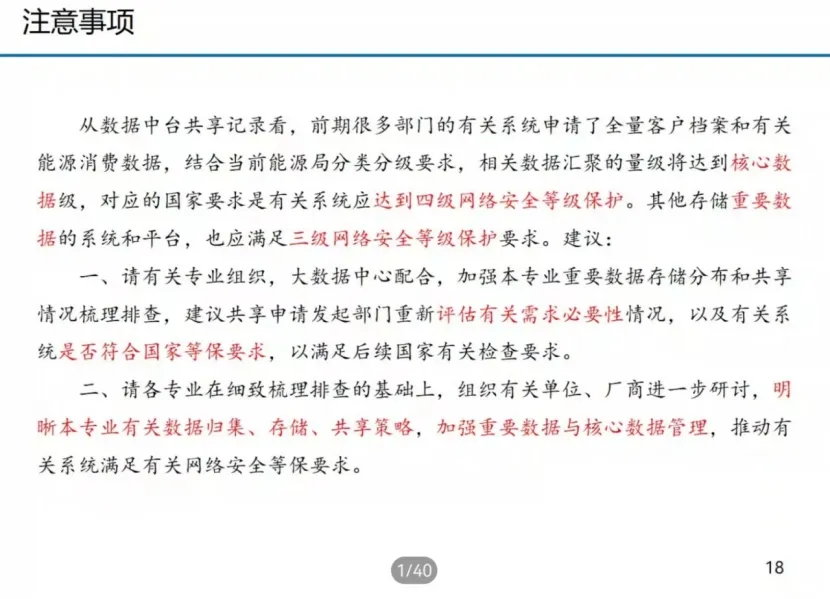 注意事项
从数据中台共享记录看，前期很多部门的有关系统申请了全量客户档案和有关
能源消费数据，结合当前能源局分类分级要求，相关数据汇聚的量级将达到核心数
据级，对应的国家要求是有关系统应达到四级网络安全等级保护。其他存储重要数
据的系统和平台，也应满足三级网络安全等级保护要求。建议：
一、请有关专业组织，大数据中心配合，加强本专业重要数据存储分布和共享
情况梳理排查，建议共享申请发起部门重新评估有关需求必要性情况，以及有关系
统是否符合国家等保要求，以满足后续国家有关检查要求。
二、请各专业在细致梳理排查的基础上，组织有关单位、厂商进一步研讨，明
晰本专业有关数据归集、存储、共享策略，加强重要数据与核心数据管理，推动有
关系统满足有关网络安全等保要求。
1/40
18